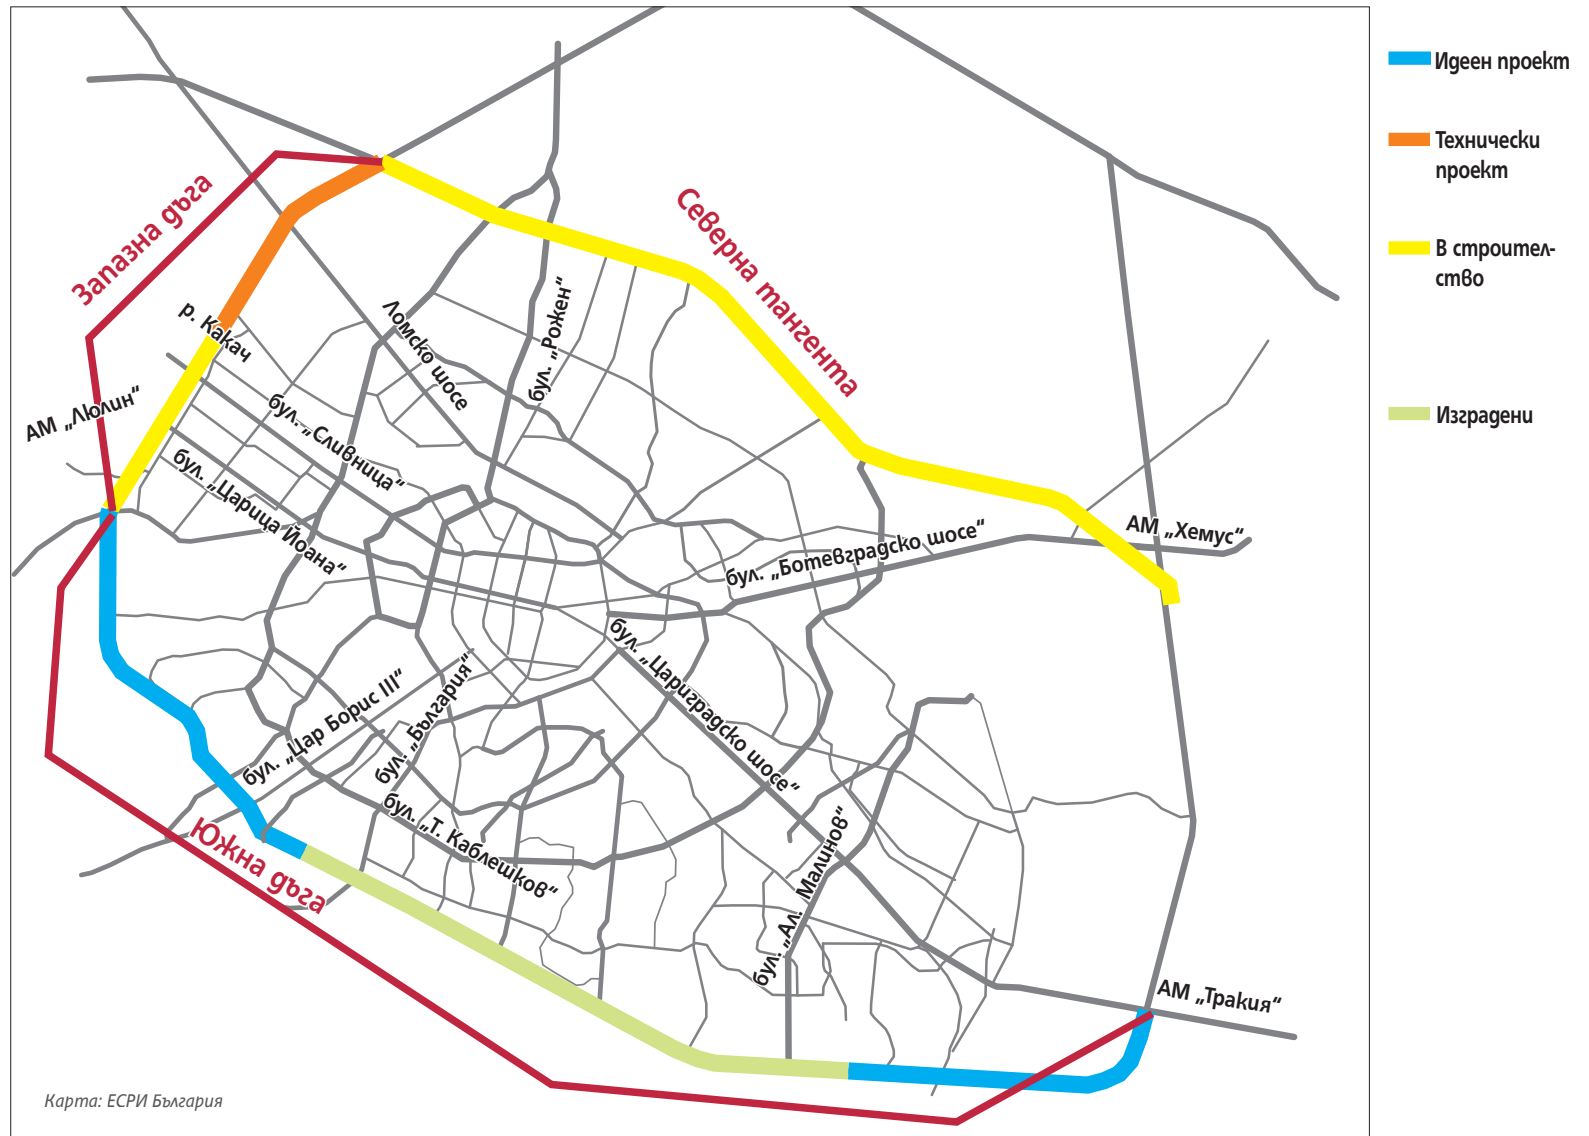 Идеен проект
Технически
проект
В строител-
ство
Изградени
Запазна дъга
Северна тангента
р. Какач
Ломско шосе
бул. „Рожен“
АМ „Люлин“
бул. „Сливница“
бул. „Царица Йоана“
АМ „Хемус“
бул. „Ботевградско шосе“
бул. „Цариградско шосе“
бул. „Цар Борис III“
бул. „България“
бул. „Т. Каблешков“
Южна дъга
бул. „Ал. Малинов“
АМ „Тракия“
Карта: ЕСРИ България